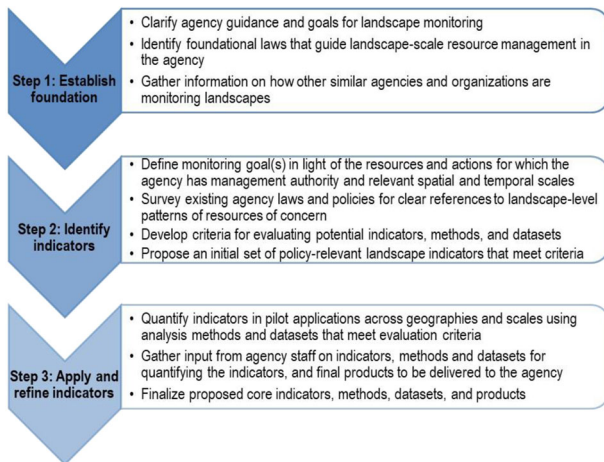 Step 1: Establish
foundation
• Clarify agency guidance and goals for landscape monitoring
• Identify foundational laws that guide landscape-scale resource management in
the agency
• Gather information on how other similar agencies and organizations are
monitoring landscapes
Step 2: Identify
indicators
• Define monitoring goal(s) in light of the resources and actions for which the
agency has management authority and relevant spatial and temporal scales
• Survey existing agency laws and policies for clear references to landscape-level
patterns of resources of concern
• Develop criteria for evaluating potential indicators, methods, and datasets
• Propose an initial set of policy-relevant landscape indicators that meet criteria
Step 3: Apply and
refine indicators
• Quantify indicators in pilot applications across geographies and scales using
analysis methods and datasets that meet evaluation criteria
• Gather input from agency staff on indicators, methods and datasets for
quantifying the indicators, and final products to be delivered to the agency
• Finalize proposed core indicators, methods, datasets, and products